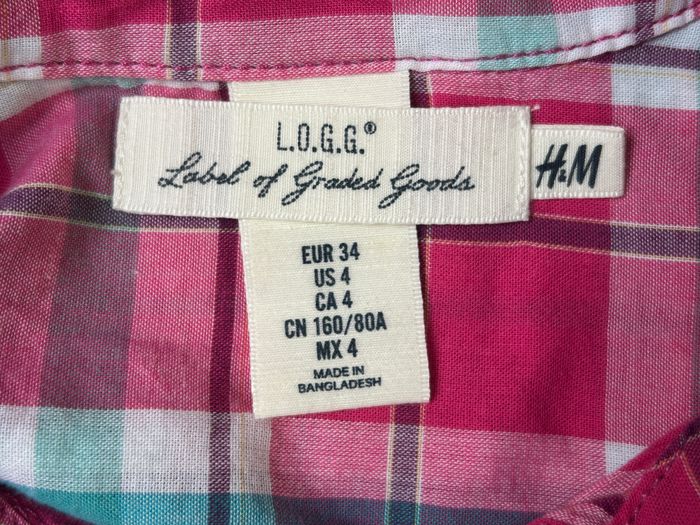 L.O.G.G.®
Label of Graded Goods
H&M
EUR 34
US 4
CA 4
CN 160/80A
MX 4
MADE IN
BANGLADESH